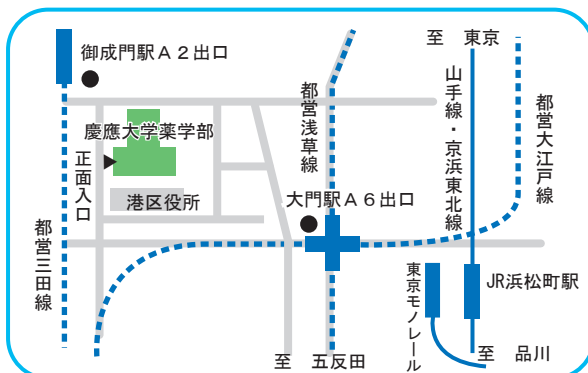 御成門駅Ａ２出口
至　東京
慶應大学薬学部
正面入口
港区役所
都営三田線
都営浅草線
大門駅Ａ６出口
山手線・京浜東北線
都営大江戸線
東京モノレール
JR浜松町駅
至　五反田
至　品川